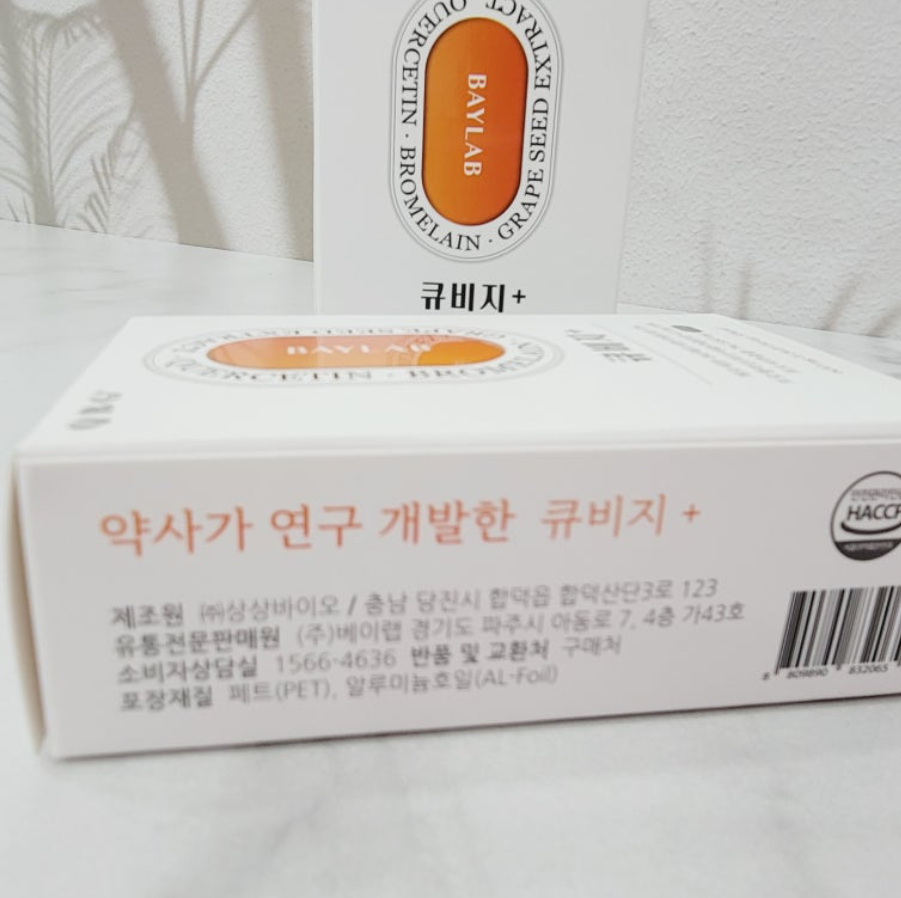 QUERCETIN · BROMELAIN · GRAPE SEED EXTRACT
BAYLAB
큐비지+
BAYLAB
약사가 연구 개발한 큐비지 +
HACCP
제조원 ㈜상상바이오 / 충남 당진시 합덕읍 합덕산단3로 123
유통전문판매원 (주)베이랩 경기도 파주시 아동로 7, 4층 가43호
소비자상담실 1566-4636 반품 및 교환처 구매처
포장재질 페트(PET), 알루미늄호일(AL-Foil)
8 809890 832065